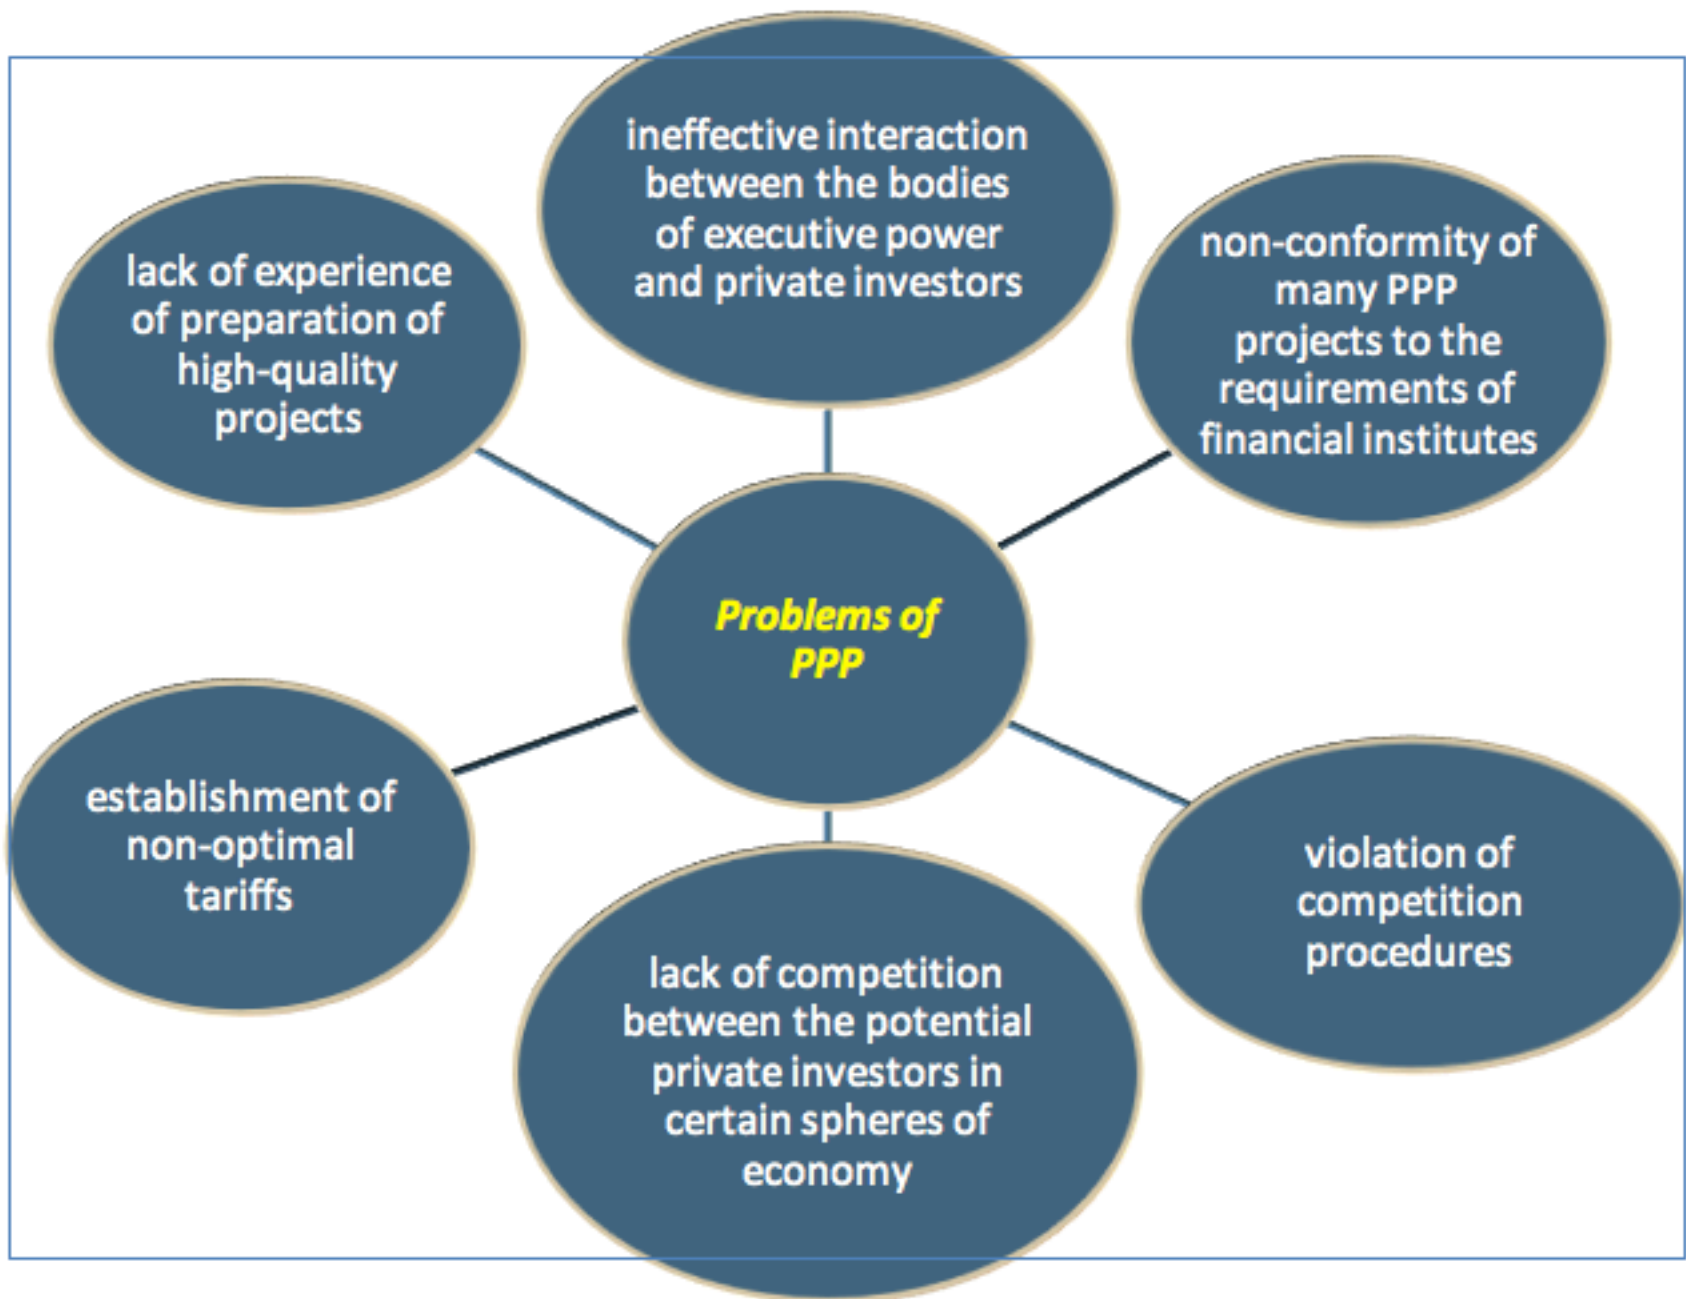 ineffective interaction
between the bodies
of executive power
and private investors
lack of experience
of preparation of
high-quality
projects
non-conformity of
many PPP
projects to the
requirements of
financial institutes
Problems of
PPP
establishment of
non-optimal
tariffs
violation of
competition
procedures
lack of competition
between the potential
private investors in
certain spheres of
economy